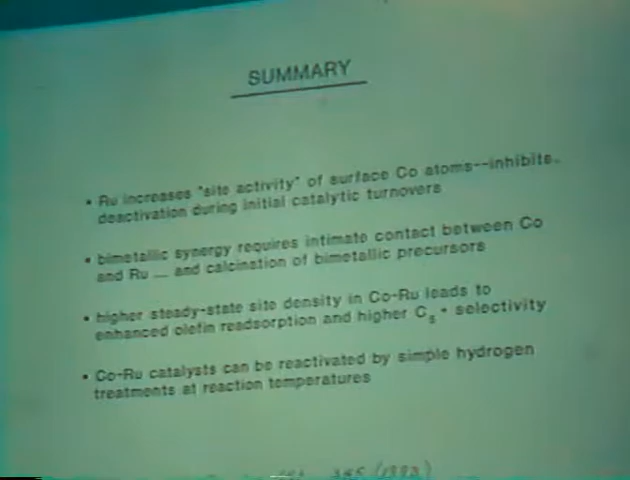 SUMMARY
• Ru increases "site activity" of surface Co atoms--inhibits
deactivation during initial catalytic turnovers
• bimetallic synergy requires intimate contact between Co
and Ru ... and calcination of bimetallic precursors
• higher steady-state site density in Co-Ru leads to
enhanced olefin readsorption and higher C5+ selectivity
• Co-Ru catalysts can be reactivated by simple hydrogen
treatments at reaction temperatures
345 (1993)